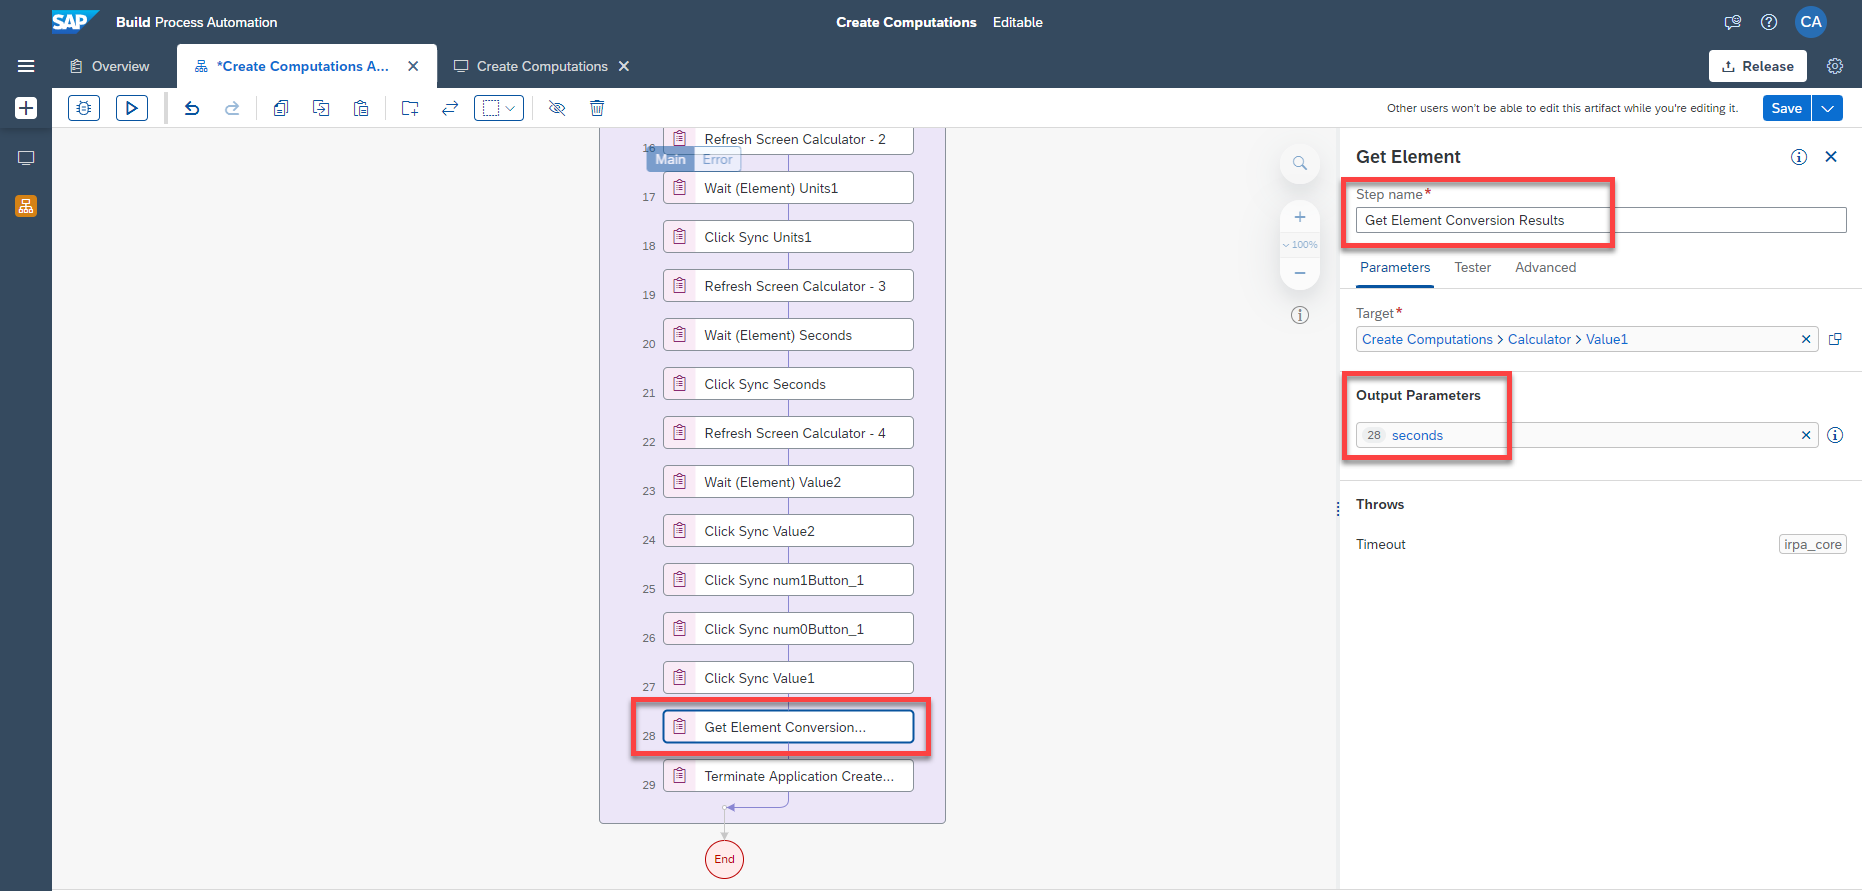 SAP Build Process Automation
Create Computations Editable
CA
Overview
*Create Computations A...
Create Computations
Release
Other users won't be able to edit this artifact while you're editing it.
Save
16 Refresh Screen Calculator - 2
Main Error
17 Wait (Element) Units1
18 Click Sync Units1
19 Refresh Screen Calculator - 3
20 Wait (Element) Seconds
21 Click Sync Seconds
22 Refresh Screen Calculator - 4
23 Wait (Element) Value2
24 Click Sync Value2
25 Click Sync num1Button_1
26 Click Sync num0Button_1
27 Click Sync Value1
28 Get Element Conversion...
29 Terminate Application Create...
End
100%
Get Element
Step name*
Get Element Conversion Results
Parameters Tester Advanced
Target*
Create Computations > Calculator > Value1
Output Parameters
28 seconds
Throws
Timeout irpa_core